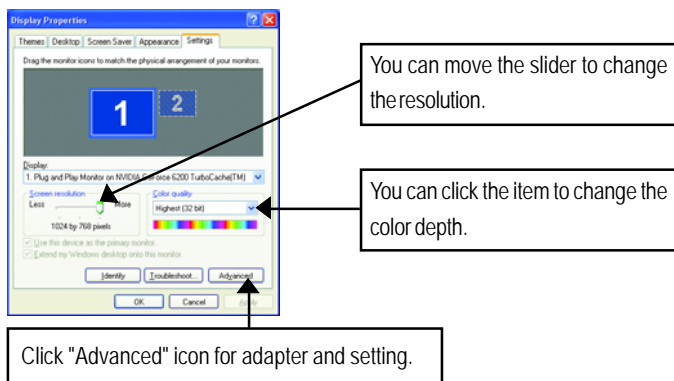 Display Properties
Themes Desktop Screen Saver Appearance Settings
Drag the monitor icons to match the physical arrangement of your monitors.
1 2
Display:
1. Plug and Play Monitor on NVIDIA GeForce 6200 TurboCache(TM)
Screen resolution
Less More
1024 by 768 pixels
Color quality
Highest (32 bit)
Use this device as the primary monitor.
Extend my Windows desktop onto this monitor.
Identify Troubleshoot... Advanced
OK Cancel Apply
You can move the slider to change
the resolution.
You can click the item to change the
color depth.
Click "Advanced" icon for adapter and setting.